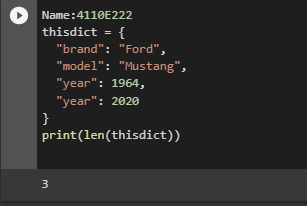 Name:4110E222
thisdict = {
  "brand": "Ford",
  "model": "Mustang",
  "year": 1964,
  "year": 2020
}
print(len(thisdict))
3